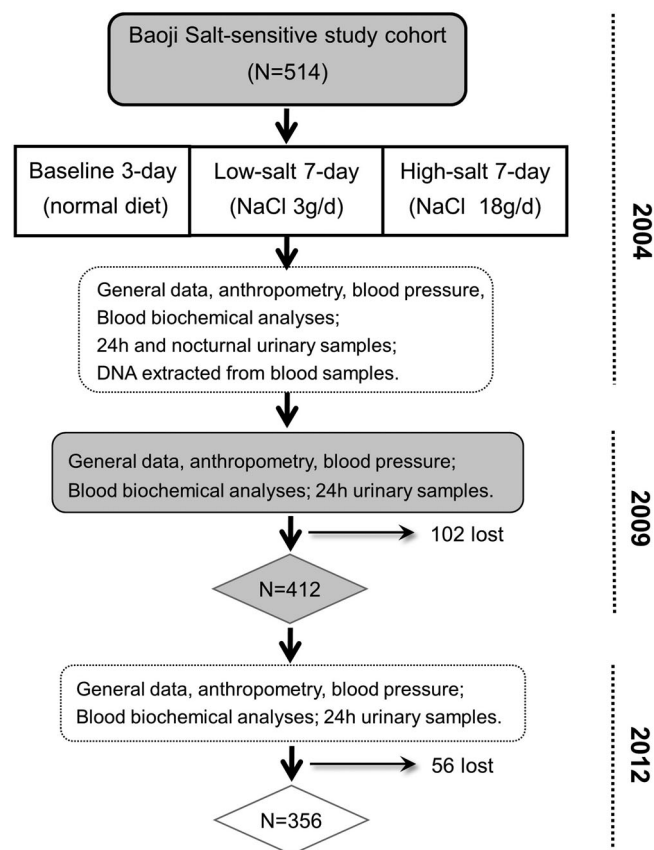 Baoji Salt-sensitive study cohort
(N=514)
Baseline 3-day
(normal diet)
Low-salt 7-day
(NaCl 3g/d)
High-salt 7-day
(NaCl 18g/d)
2004
General data, anthropometry, blood pressure,
Blood biochemical analyses;
24h and nocturnal urinary samples;
DNA extracted from blood samples.
General data, anthropometry, blood pressure;
Blood biochemical analyses; 24h urinary samples.
2009
102 lost
N=412
General data, anthropometry, blood pressure;
Blood biochemical analyses; 24h urinary samples.
2012
56 lost
N=356